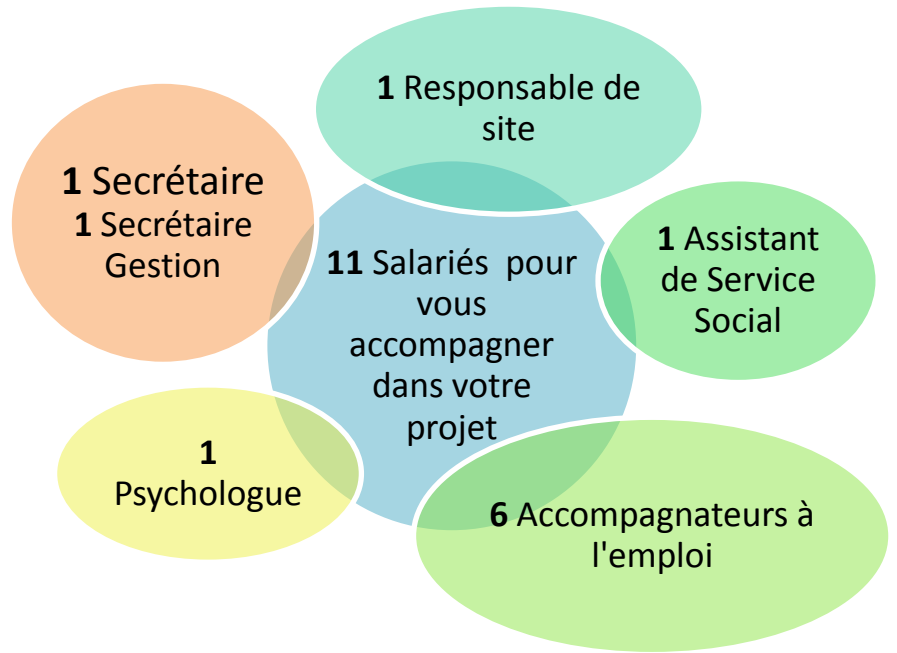 1 Responsable de
site
1 Secrétaire
1 Secrétaire
Gestion
11 Salariés  pour
vous
accompagner
dans votre
projet
1 Assistant
de Service
Social
1
Psychologue
6 Accompagnateurs à
l'emploi